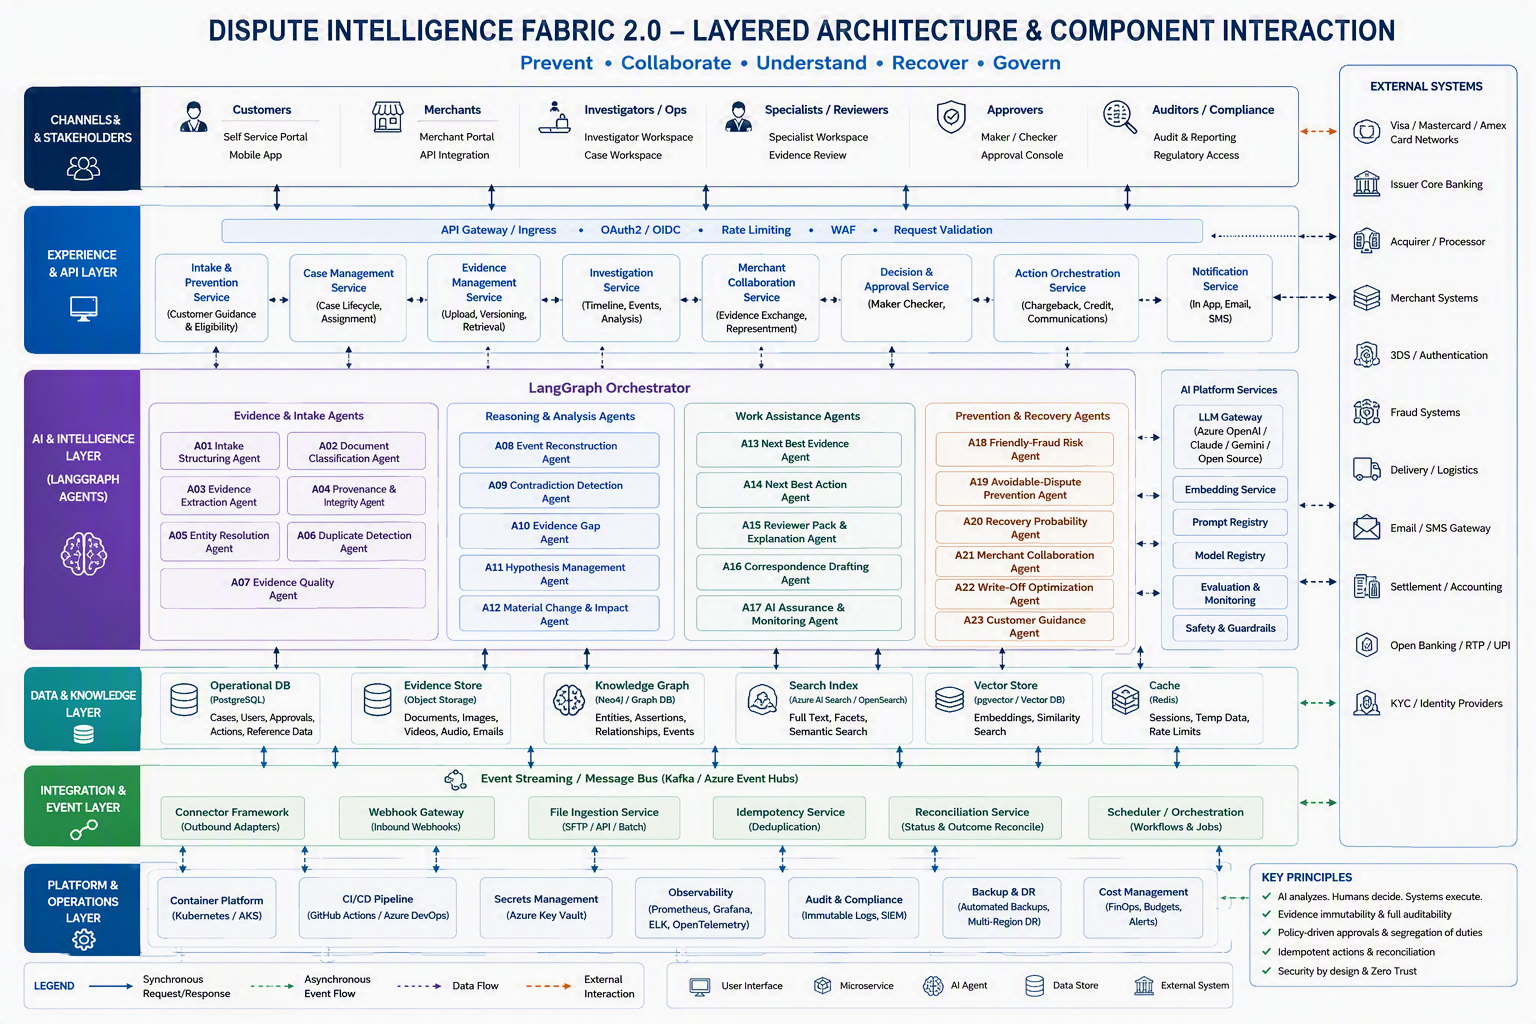 DISPUTE INTELLIGENCE FABRIC 2.0 – LAYERED ARCHITECTURE & COMPONENT INTERACTION
Prevent • Collaborate • Understand • Recover • Govern
CHANNELS&
& STAKEHOLDERS
Customers
Self Service Portal
Mobile App
Merchants
Merchant Portal
API Integration
Investigators / Ops
Investigator Workspace
Case Workspace
Specialists / Reviewers
Specialist Workspace
Evidence Review
Approvers
Maker / Checker
Approval Console
Auditors / Compliance
Audit & Reporting
Regulatory Access
EXPERIENCE
& API LAYER
API Gateway / Ingress • OAuth2 / OIDC • Rate Limiting • WAF • Request Validation
Intake &
Prevention
Service
(Customer Guidance
& Eligibility)
Case Management
Service
(Case Lifecycle,
Assignment)
Evidence
Management
Service
(Upload, Versioning,
Retrieval)
Investigation
Service
(Timeline, Events,
Analysis)
Merchant
Collaboration
Service
(Evidence Exchange,
Representment)
Decision &
Approval Service
(Maker Checker,
Action Orchestration
Service
(Chargeback, Credit,
Communications)
Notification
Service
(In App, Email,
SMS)
AI & INTELLIGENCE
LAYER
(LANGGRAPH
AGENTS)
LangGraph Orchestrator
Evidence & Intake Agents
A01 Intake
Structuring Agent
A02 Document
Classification Agent
A03 Evidence
Extraction Agent
A04 Provenance &
Integrity Agent
A05 Entity Resolution
Agent
A06 Duplicate Detection
Agent
A07 Evidence Quality
Agent
Reasoning & Analysis Agents
A08 Event Reconstruction
Agent
A09 Contradiction Detection
Agent
A10 Evidence Gap
Agent
A11 Hypothesis Management
Agent
A12 Material Change & Impact
Agent
Work Assistance Agents
A13 Next Best Evidence
Agent
A14 Next Best Action
Agent
A15 Reviewer Pack &
Explanation Agent
A16 Correspondence Drafting
Agent
A17 AI Assurance &
Monitoring Agent
Prevention & Recovery Agents
A18 Friendly-Fraud Risk
Agent
A19 Avoidable-Dispute
Prevention Agent
A20 Recovery Probability
Agent
A21 Merchant Collaboration
Agent
A22 Write-Off Optimization
Agent
A23 Customer Guidance
Agent
AI Platform Services
LLM Gateway
(Azure OpenAI /
Claude / Gemini /
Open Source)
Embedding Service
Prompt Registry
Model Registry
Evaluation &
Monitoring
Safety & Guardrails
DATA & KNOWLEDGE
LAYER
Operational DB
(PostgreSQL)
Cases, Users, Approvals,
Actions, Reference Data
Evidence Store
(Object Storage)
Documents, Images,
Videos, Audio, Emails
Knowledge Graph
(Neo4J / Graph DB)
Entities, Assertions,
Relationships, Events
Search Index
(Azure AI Search / OpenSearch)
Full Text, Facets,
Semantic Search
Vector Store
(pgvector / Vector DB)
Embeddings, Similarity
Search
Cache
(Redis)
Sessions, Temp Data,
Rate Limits
INTEGRATION &
EVENT LAYER
Event Streaming / Message Bus (Kafka / Azure Event Hubs)
Connector Framework
(Outbound Adapters)
Webhook Gateway
(Inbound Webhooks)
File Ingestion Service
(SFTP / API / Batch)
Idempotency Service
(Deduplication)
Reconciliation Service
(Status & Outcome Reconcile)
Scheduler / Orchestration
(Workflows & Jobs)
PLATFORM &
OPERATIONS
LAYER
Container Platform
(Kubernetes / AKS)
CI/CD Pipeline
(GitHub Actions / Azure DevOps)
Secrets Management
(Azure Key Vault)
Observability
(Prometheus, Grafana,
ELK, OpenTelemetry)
Audit & Compliance
(Immutable Logs, SIEM)
Backup & DR
(Automated Backups,
Multi-Region DR)
Cost Management
(FinOps, Budgets,
Alerts)
EXTERNAL SYSTEMS
Visa / Mastercard / Amex
Card Networks
Issuer Core Banking
Acquirer / Processor
Merchant Systems
3DS / Authentication
Fraud Systems
Delivery / Logistics
Email / SMS Gateway
Settlement / Accounting
Open Banking / RTP / UPI
KYC / Identity Providers
KEY PRINCIPLES
✓ AI analyzes. Humans decide. Systems execute.
✓ Evidence immutability & full auditability
✓ Policy-driven approvals & segregation of duties
✓ Idempotent actions & reconciliation
✓ Security by design & Zero Trust
LEGEND
Synchronous
Request/Response
Asynchronous
Event Flow
Data Flow
External
Interaction
User Interface
Microservice
AI Agent
Data Store
External System